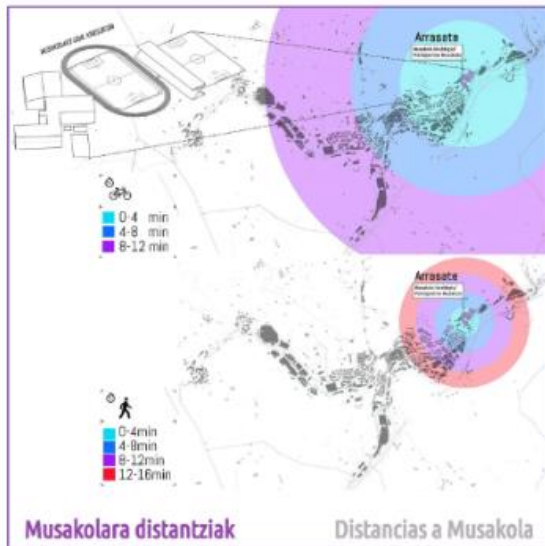 MUSAKOLAKO
Arrasate
0-4 min
4-8 min
8-12 min
Arrasate
0-4min
4-8min
8-12min
12-16min
Musakolara distantziak
Distancias a Musakola